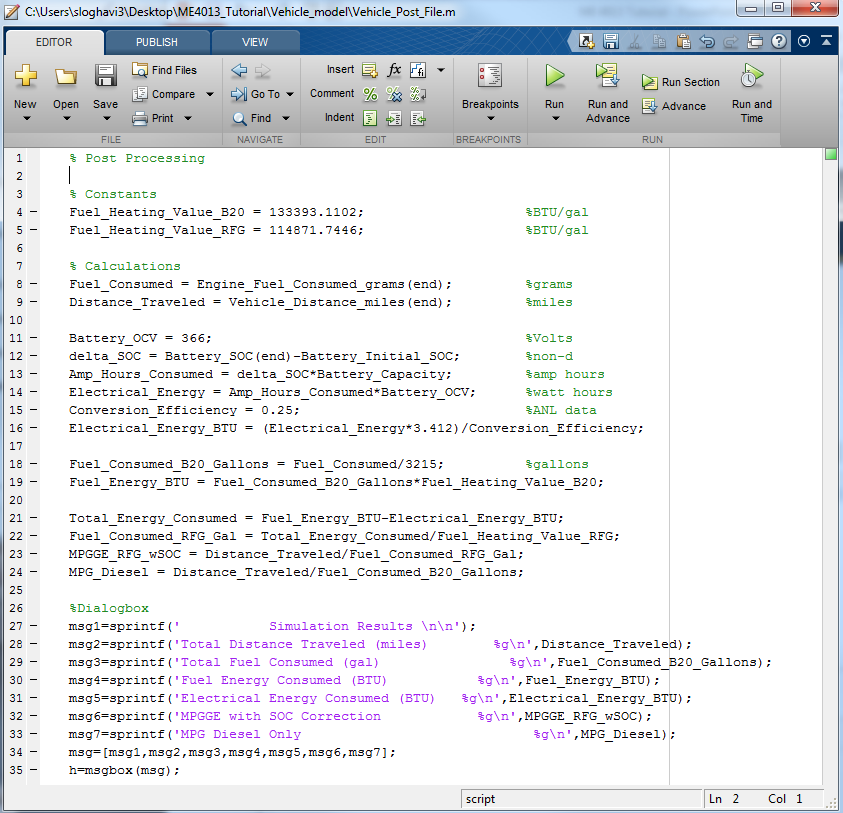 C:\Users\sloghavi3\Desktop\ME4013_Tutorial\Vehicle_model\Vehicle_Post_File.m
EDITOR PUBLISH VIEW
New Open Save Find Files Compare Print
Go To Find
Insert fx
Comment
Indent
Breakpoints
Run Run and Advance Run Section Advance Run and Time
FILE NAVIGATE EDIT BREAKPOINTS RUN
1 % Post Processing
2
3 % Constants
4 – Fuel_Heating_Value_B20 = 133393.1102; %BTU/gal
5 – Fuel_Heating_Value_RFG = 114871.7446; %BTU/gal
6
7 % Calculations
8 – Fuel_Consumed = Engine_Fuel_Consumed_grams(end); %grams
9 – Distance_Traveled = Vehicle_Distance_miles(end); %miles
10
11 – Battery_OCV = 366; %Volts
12 – delta_SOC = Battery_SOC(end)-Battery_Initial_SOC; %non-d
13 – Amp_Hours_Consumed = delta_SOC*Battery_Capacity; %amp hours
14 – Electrical_Energy = Amp_Hours_Consumed*Battery_OCV; %watt hours
15 – Conversion_Efficiency = 0.25; %ANL data
16 – Electrical_Energy_BTU = (Electrical_Energy*3.412)/Conversion_Efficiency;
17
18 – Fuel_Consumed_B20_Gallons = Fuel_Consumed/3215; %gallons
19 – Fuel_Energy_BTU = Fuel_Consumed_B20_Gallons*Fuel_Heating_Value_B20;
20
21 – Total_Energy_Consumed = Fuel_Energy_BTU-Electrical_Energy_BTU;
22 – Fuel_Consumed_RFG_Gal = Total_Energy_Consumed/Fuel_Heating_Value_RFG;
23 – MPGGE_RFG_wSOC = Distance_Traveled/Fuel_Consumed_RFG_Gal;
24 – MPG_Diesel = Distance_Traveled/Fuel_Consumed_B20_Gallons;
25
26 %Dialogbox
27 – msg1=sprintf(' Simulation Results \n\n');
28 – msg2=sprintf('Total Distance Traveled (miles) %g\n',Distance_Traveled);
29 – msg3=sprintf('Total Fuel Consumed (gal) %g\n',Fuel_Consumed_B20_Gallons);
30 – msg4=sprintf('Fuel Energy Consumed (BTU) %g\n',Fuel_Energy_BTU);
31 – msg5=sprintf('Electrical Energy Consumed (BTU) %g\n',Electrical_Energy_BTU);
32 – msg6=sprintf('MPGGE with SOC Correction %g\n',MPGGE_RFG_wSOC);
33 – msg7=sprintf('MPG Diesel Only %g\n',MPG_Diesel);
34 – msg=[msg1,msg2,msg3,msg4,msg5,msg6,msg7];
35 – h=msgbox(msg);
script Ln 2 Col 1